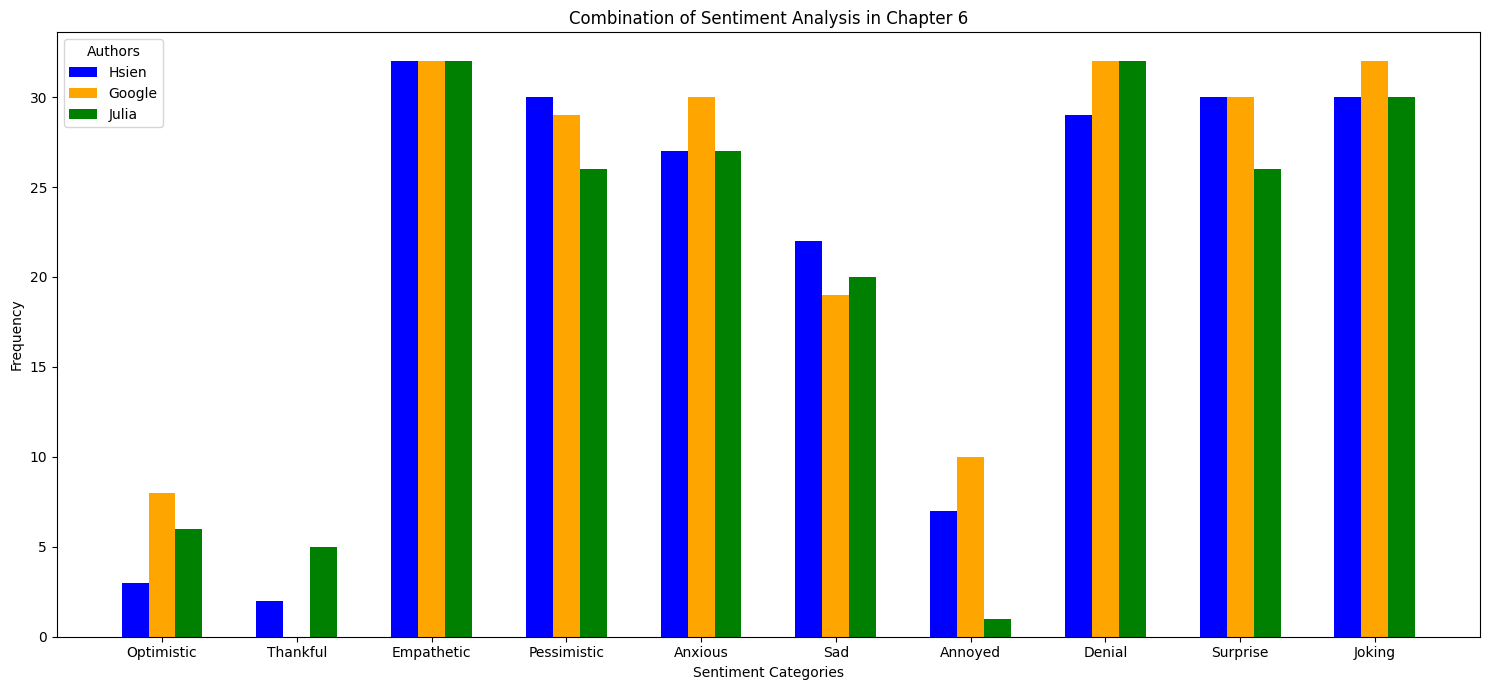 Combination of Sentiment Analysis in Chapter 6
Authors
Hsien
Google
Julia
Frequency
30
25
20
15
10
5
0
Optimistic Thankful Empathetic Pessimistic Anxious Sad Annoyed Denial Surprise Joking
Sentiment Categories